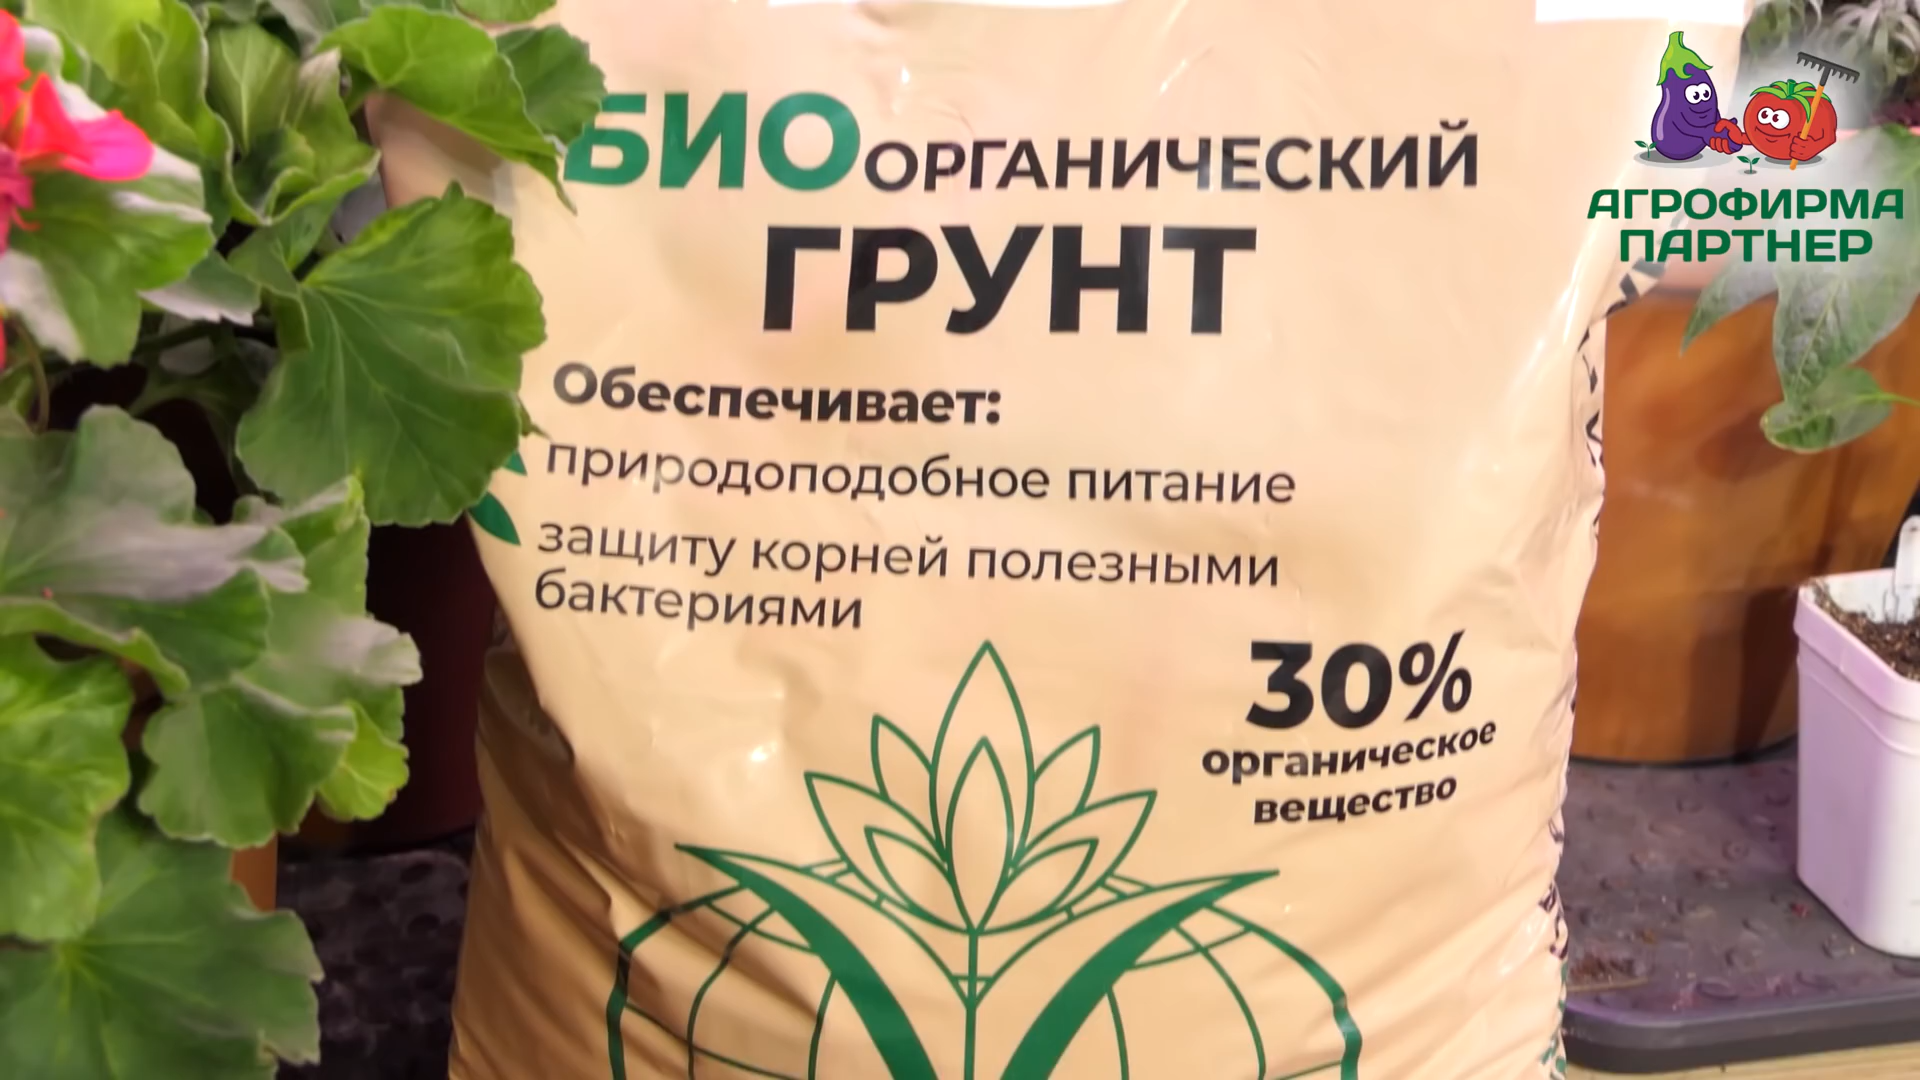 БИООРГАНИЧЕСКИЙ
ГРУНТ
Обеспечивает:
природоподобное питание
защиту корней полезными
бактериями
30%
органическое
вещество
АГРОФИРМА
ПАРТНЕР